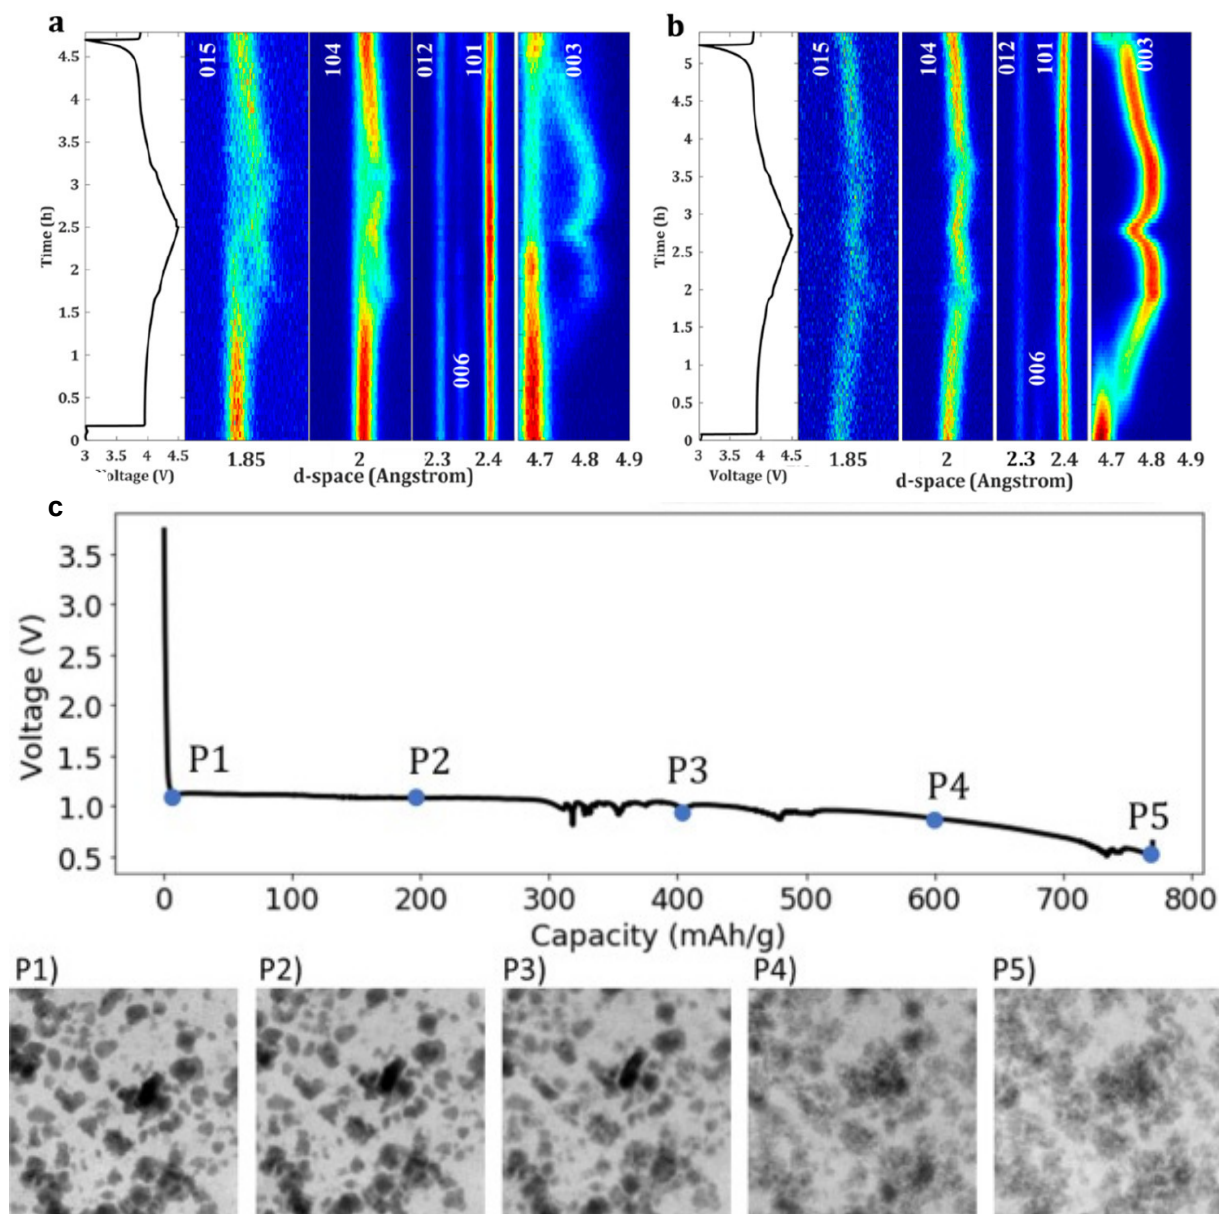 a
4.5
4
3.5
3
2.5
2
1.5
1
0.5
0
Time (h)
015
104
012
101
003
006
3 3.5 4 4.5
1.85
2
2.3 2.4
4.7 4.8 4.9
oltage (V)
d-space (Angstrom)
b
5
4.5
4
3.5
3
2.5
2
1.5
1
0.5
0
Time (h)
015
104
012
101
003
006
3 3.5 4 4.5
1.85
2
2.3 2.4
4.7 4.8 4.9
Voltage (V)
d-space (Angstrom)
c
3.5
3.0
2.5
2.0
1.5
1.0
0.5
Voltage (V)
P1
P2
P3
P4
P5
0 100 200 300 400 500 600 700 800
Capacity (mAh/g)
P1) P2) P3) P4) P5)